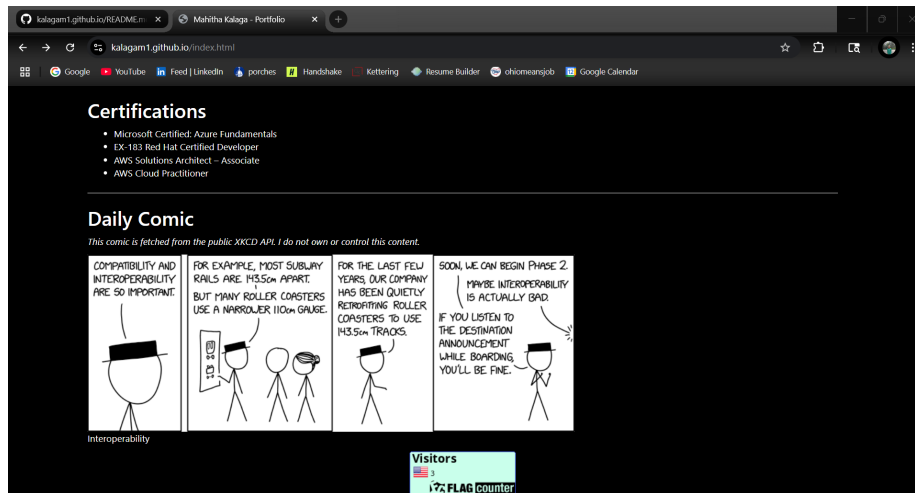 kalagam1.github.io/README.m
Mahitha Kalaga - Portfolio
kalagam1.github.io/index.html
Google
YouTube
Feed | LinkedIn
porches
Handshake
Kettering
Resume Builder
ohiomeansjob
Google Calendar
Certifications
• Microsoft Certified: Azure Fundamentals
• EX-183 Red Hat Certified Developer
• AWS Solutions Architect – Associate
• AWS Cloud Practitioner
Daily Comic
This comic is fetched from the public XKCD API. I do not own or control this content.
COMPATIBILITY AND
INTEROPERABILITY
ARE SO IMPORTANT.
FOR EXAMPLE, MOST SUBWAY
RAILS ARE 143.5cm APART.
BUT MANY ROLLER COASTERS
USE A NARROWER 110cm GAUGE.
FOR THE LAST FEW
YEARS, OUR COMPANY
HAS BEEN QUIETLY
RETROFITTING ROLLER
COASTERS TO USE
143.5cm TRACKS.
SOON, WE CAN BEGIN PHASE 2.
MAYBE INTEROPERABILITY
IS ACTUALLY BAD.
IF YOU LISTEN TO
THE DESTINATION
ANNOUNCEMENT
WHILE BOARDING,
YOU'LL BE FINE.
Interoperability
Visitors
3
FLAG counter